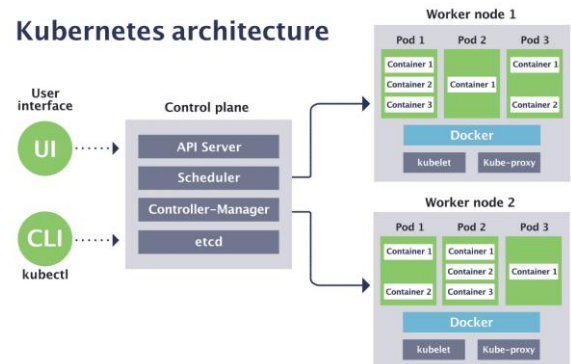 Kubernetes architecture
User
interface
UI
CLI
kubectl
Control plane
API Server
Scheduler
Controller-Manager
etcd
Worker node 1
Pod 1
Container 1
Container 2
Container 3
Pod 2
Container 1
Pod 3
Container 1
Container 2
Docker
kubelet
Kube-proxy
Worker node 2
Pod 1
Container 1
Container 2
Pod 2
Container 1
Container 2
Container 3
Pod 3
Container 1
Docker
kubelet
Kube-proxy